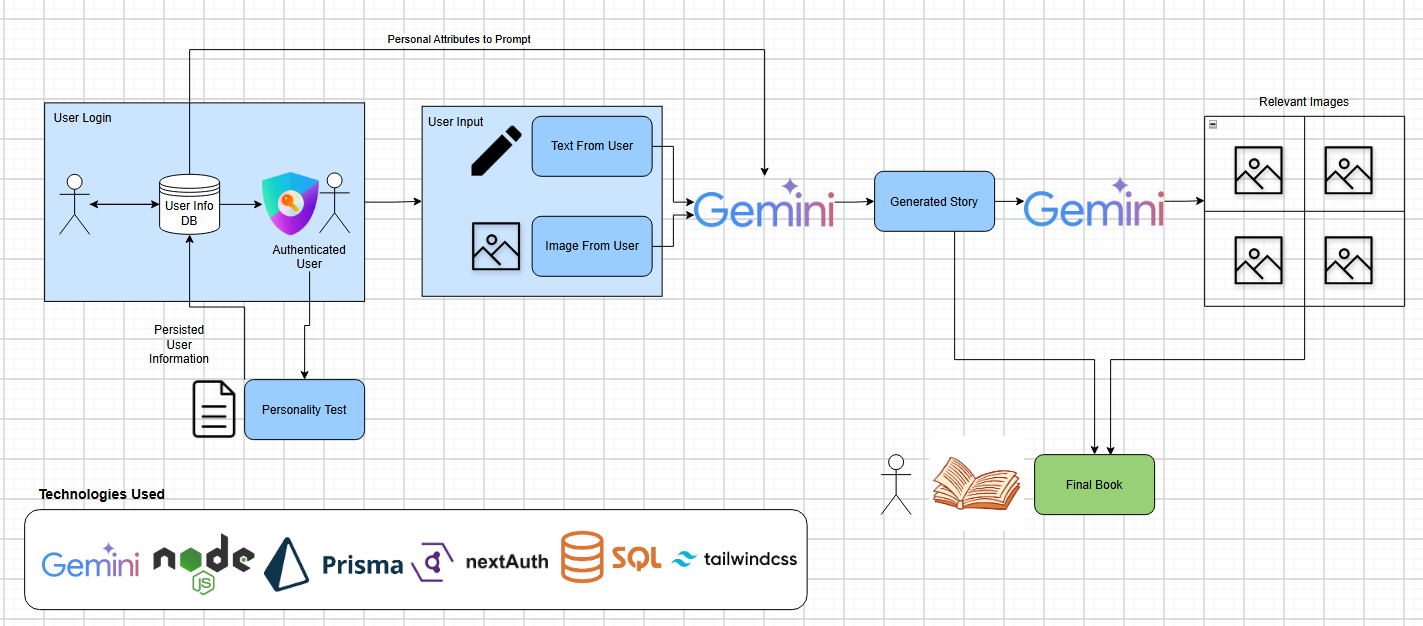 Personal Attributes to Prompt
User Login
User Info
DB
Authenticated
User
Persisted
User
Information
Personality Test
User Input
Text From User
Image From User
Gemini
Generated Story
Gemini
Relevant Images
Final Book
Technologies Used
Gemini
node
JS
Prisma
nextAuth
SQL
tailwindcss